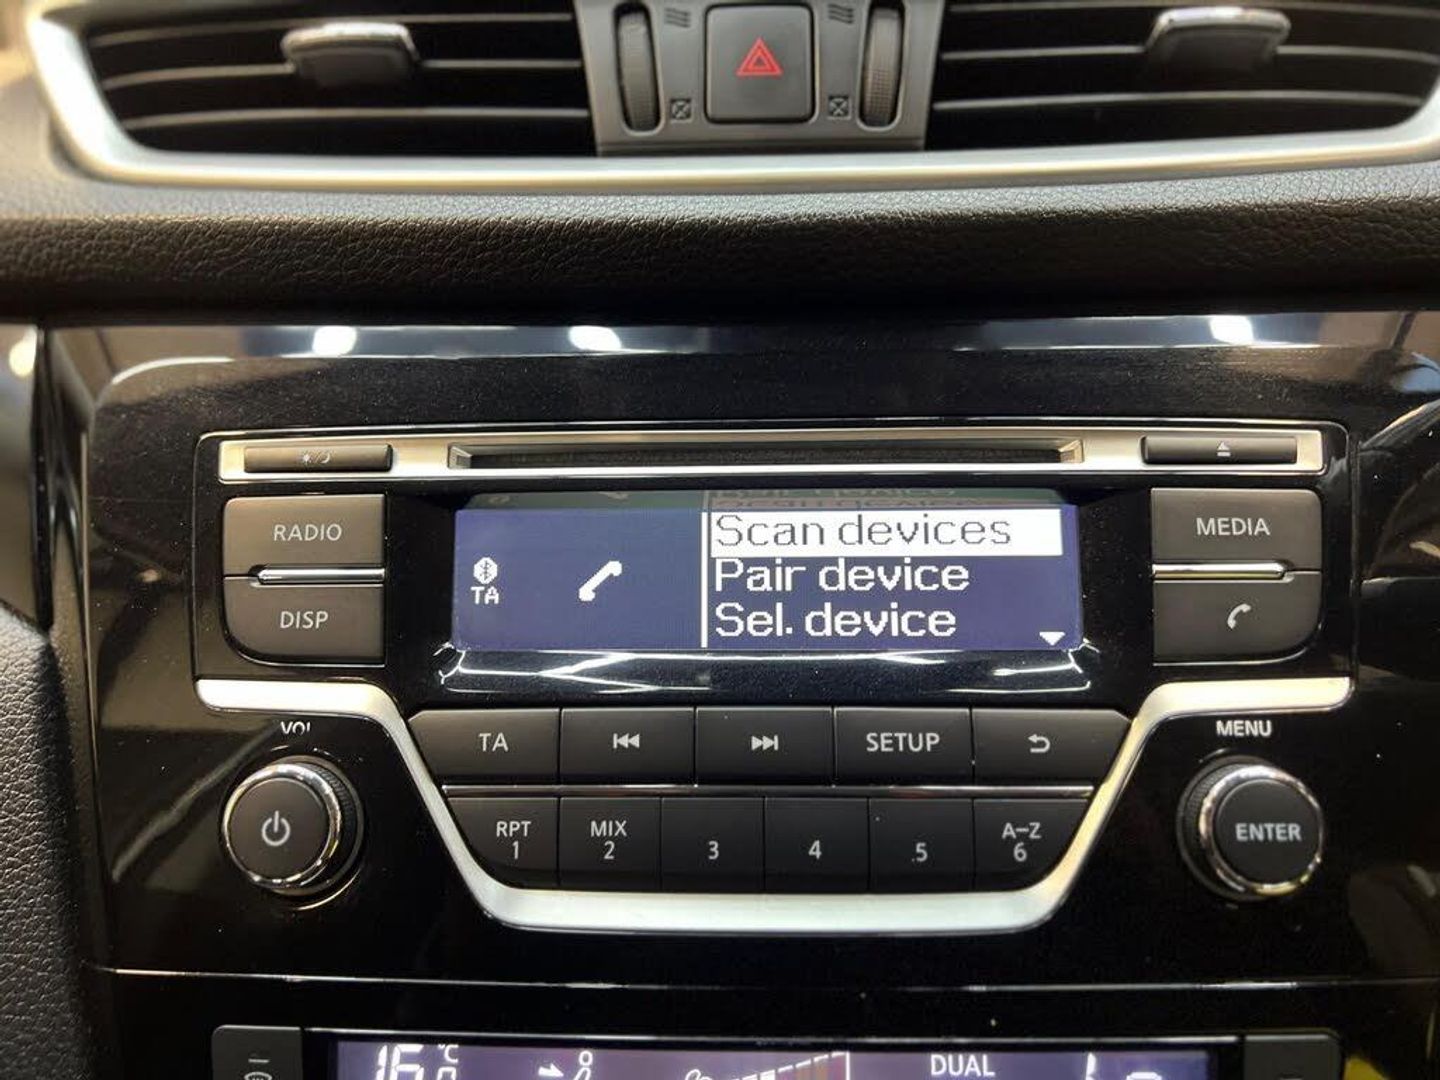 RADIO
MEDIA
DISP
TA
Scan devices
Pair device
Sel. device
VOL
MENU
TA
SETUP
RPT
1
MIX
2
3
4
5
A-Z
6
ENTER
16
°C
DUAL